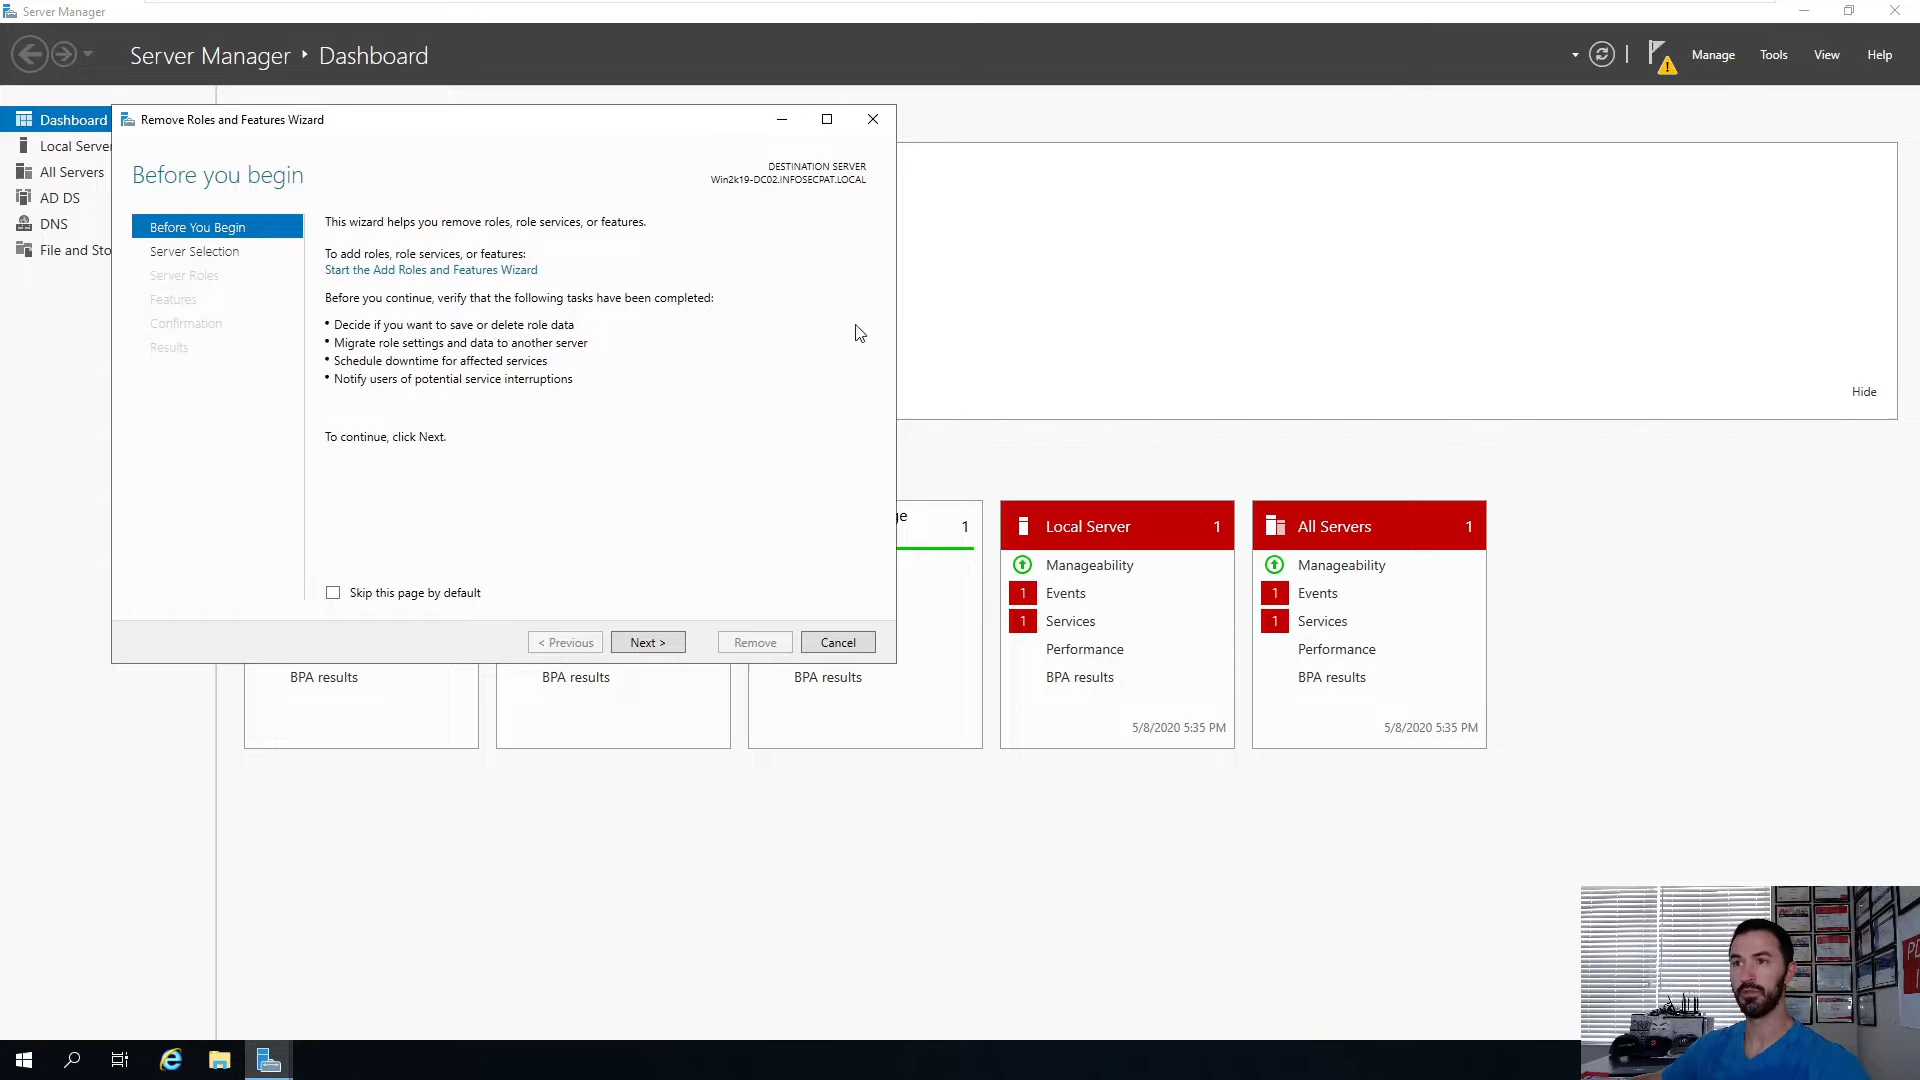 Server Manager
Server Manager • Dashboard
Manage
Tools
View
Help
Dashboard
Local Server
All Servers
AD DS
DNS
File and Sto
Remove Roles and Features Wizard
Before you begin
DESTINATION SERVER
Win2k19-DC02.INFOSECPAT.LOCAL
Before You Begin
Server Selection
Server Roles
Features
Confirmation
Results
This wizard helps you remove roles, role services, or features.
To add roles, role services, or features:
Start the Add Roles and Features Wizard
Before you continue, verify that the following tasks have been completed:
• Decide if you want to save or delete role data
• Migrate role settings and data to another server
• Schedule downtime for affected services
• Notify users of potential service interruptions
To continue, click Next.
Skip this page by default
< Previous
Next >
Remove
Cancel
Hide
ge 1
BPA results
BPA results
BPA results
Local Server 1
Manageability
1 Events
1 Services
Performance
BPA results
5/8/2020 5:35 PM
All Servers 1
Manageability
1 Events
1 Services
Performance
BPA results
5/8/2020 5:35 PM